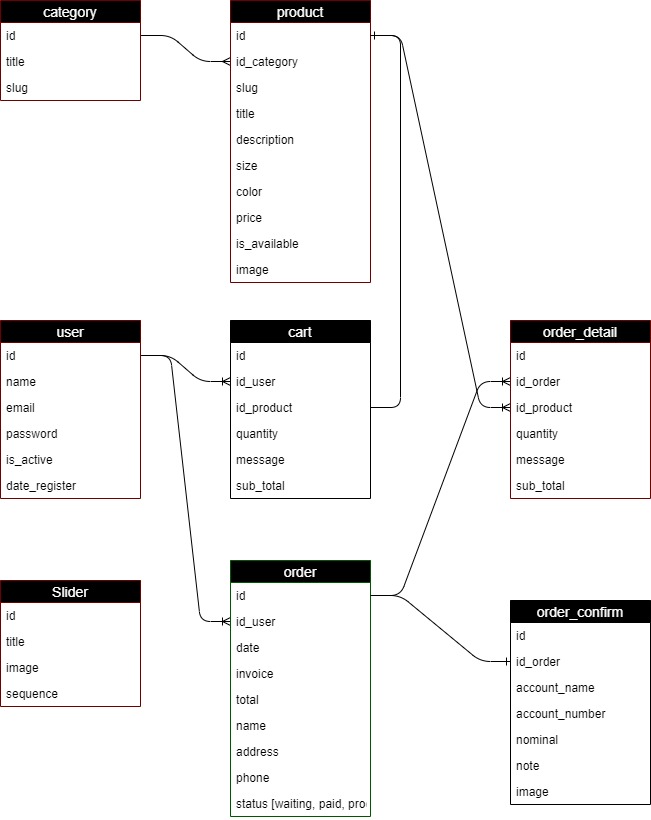 category
id
title
slug
product
id
id_category
slug
title
description
size
color
price
is_available
image
user
id
name
email
password
is_active
date_register
cart
id
id_user
id_product
quantity
message
sub_total
order_detail
id
id_order
id_product
quantity
message
sub_total
Slider
id
title
image
sequence
order
id
id_user
date
invoice
total
name
address
phone
status [waiting, paid, pro
order_confirm
id
id_order
account_name
account_number
nominal
note
image